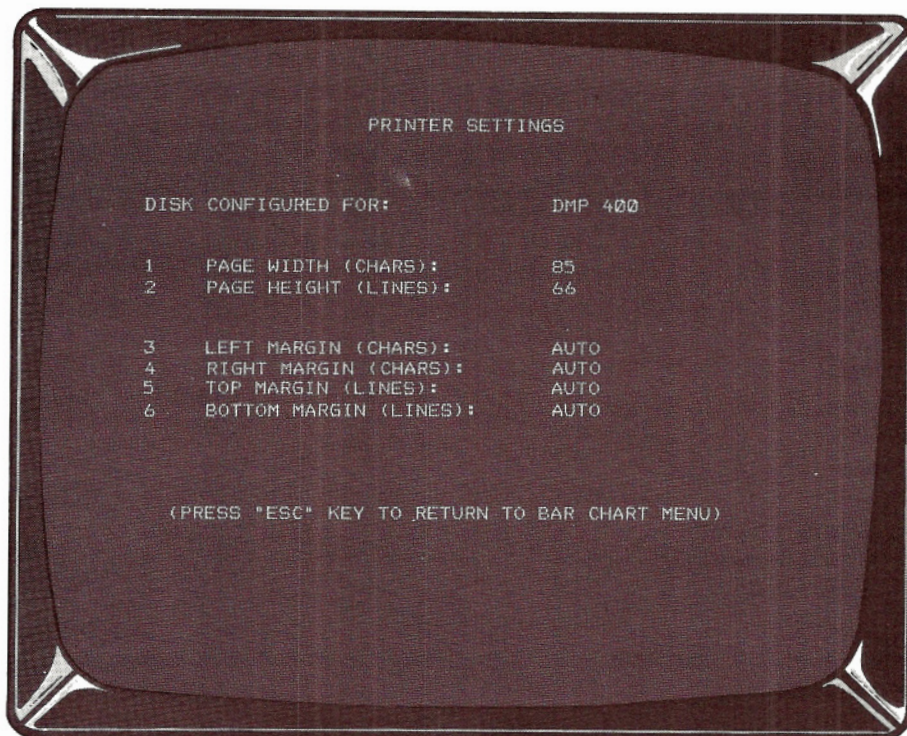 PRINTER SETTINGS
DISK CONFIGURED FOR: DMP 400
1 PAGE WIDTH (CHARS): 85
2 PAGE HEIGHT (LINES): 66
3 LEFT MARGIN (CHARS): AUTO
4 RIGHT MARGIN (CHARS): AUTO
5 TOP MARGIN (LINES): AUTO
6 BOTTOM MARGIN (LINES): AUTO
(PRESS "ESC" KEY TO RETURN TO BAR CHART MENU)